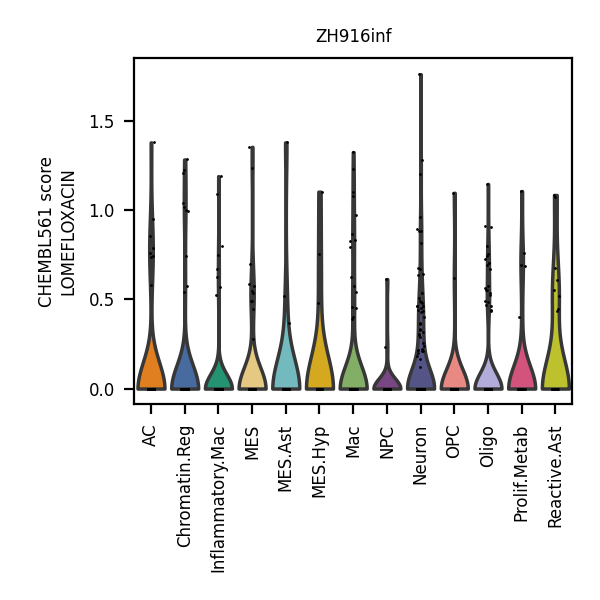 ZH916inf
CHEMBL561 score
LOMEFLOXACIN
1.5
1.0
0.5
0.0
AC
Chromatin.Reg
Inflammatory.Mac
MES
MES.Ast
MES.Hyp
Mac
NPC
Neuron
OPC
Oligo
Prolif.Metab
Reactive.Ast